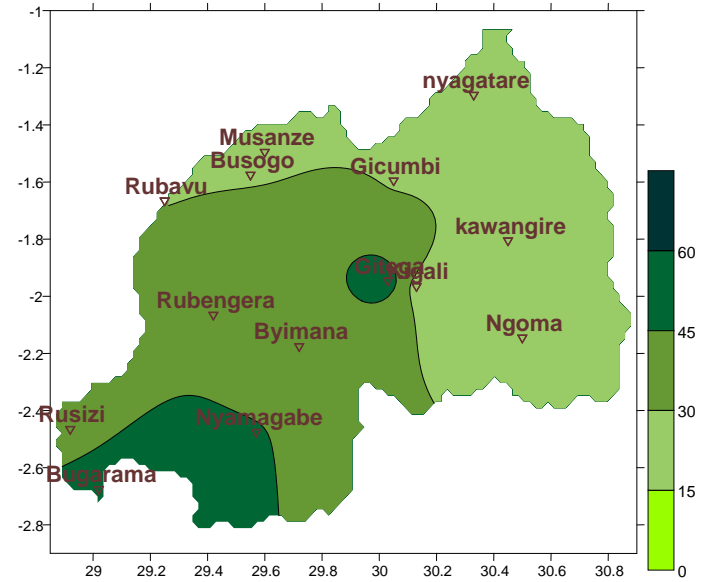 -1
-1.2
nyagatare
-1.4
Musanze
Busogo
Gicumbi
-1.6
Rubavu
kawangire
-1.8
60
Gitega
Kigali
-2
Rubengera
Ngoma
Byimana
45
-2.2
-2.4
Rusizi
Nyamagabe
30
-2.6
Bugarama
15
-2.8
0
29
29.2
29.4
29.6
29.8
30
30.2
30.4
30.6
30.8